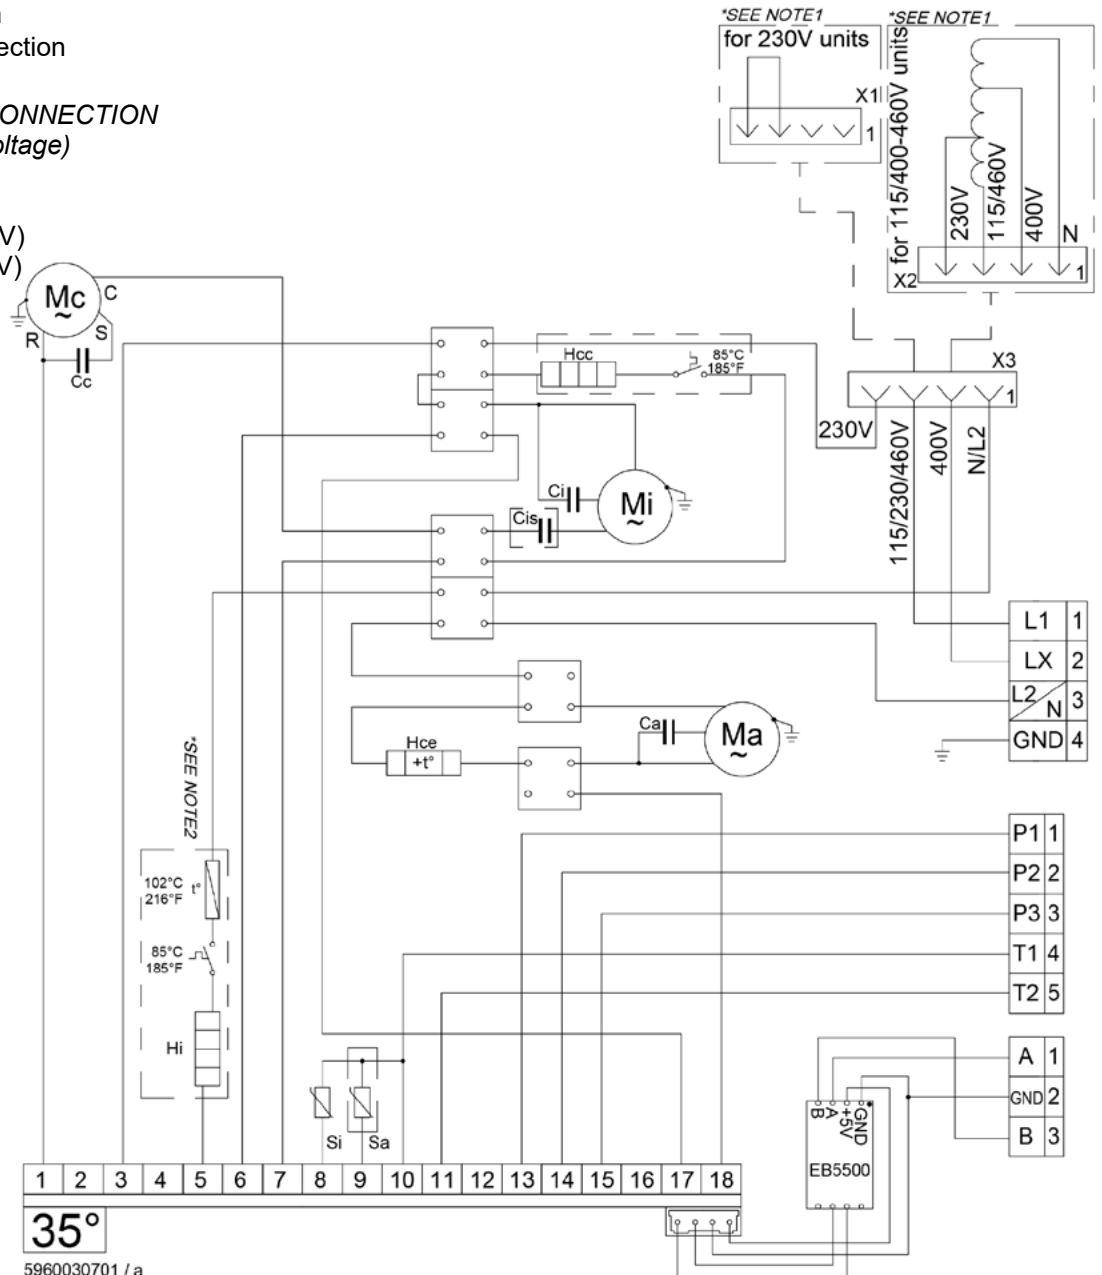 ection
ONNECTION
oltage)
V)
V)
*SEE NOTE1
for 230V units
X1
1
*SEE NOTE1
for 115/400-460V units
230V
115/460V
400V
N
X2
1
Mc
~
C
S
R
Cc
Hcc
85°C
185°F
X3
1
230V
115/230/460V
400V
N/L2
Ci
Cis
Mi
~
L1 1
LX 2
L2/N 3
GND 4
Ca
Ma
~
Hce
+t°
*SEE NOTE2
102°C
216°F
t°
85°C
185°F
Hi
P1 1
P2 2
P3 3
T1 4
T2 5
Si
Sa
A 1
GND 2
B 3
B
A
+5V
GND
EB5500
1 2 3 4 5 6 7 8 9 10 11 12 13 14 15 16 17 18
35°
5960030701 / a